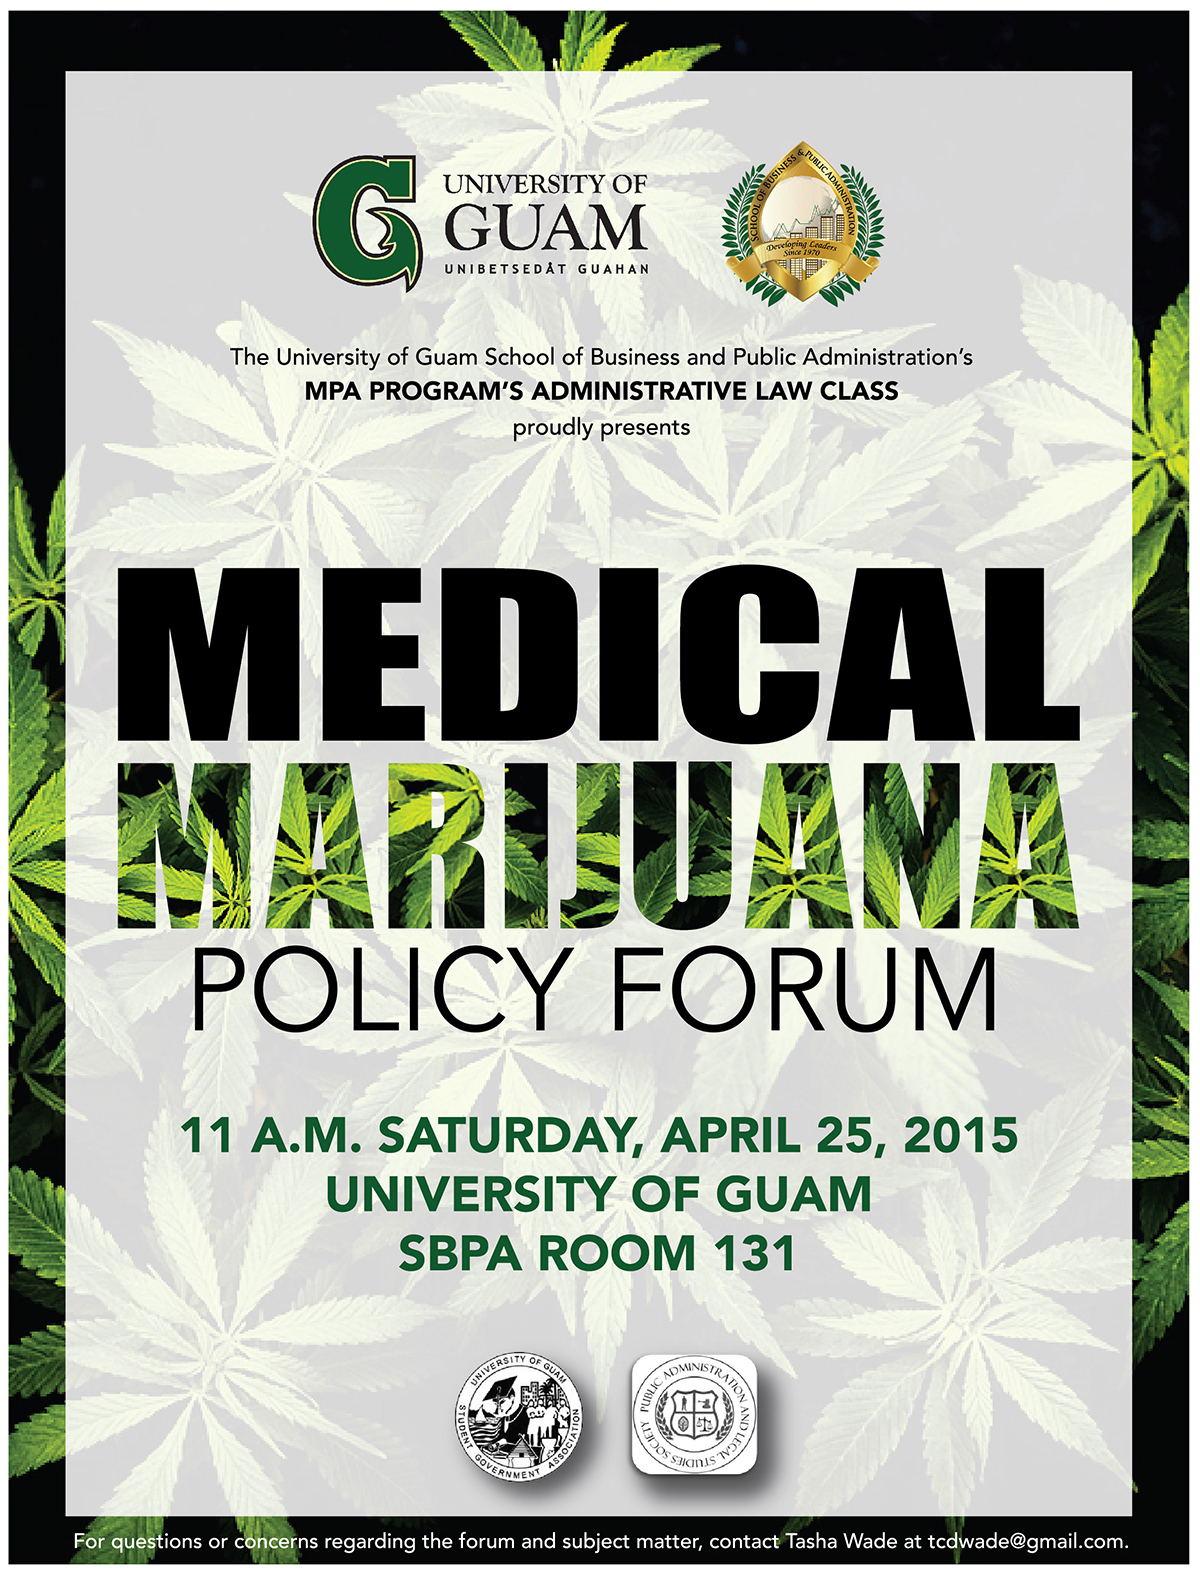 UNIVERSITY OF
GUAM
UNIBETSEDÅT GUAHAN
SCHOOL OF BUSINESS & PUBLIC ADMINISTRATION
Developing Leaders
Since 1970
The University of Guam School of Business and Public Administration's
MPA PROGRAM'S ADMINISTRATIVE LAW CLASS
proudly presents
MEDICAL
MARIJUANA
POLICY FORUM
11 A.M. SATURDAY, APRIL 25, 2015
UNIVERSITY OF GUAM
SBPA ROOM 131
UNIVERSITY OF GUAM
STUDENT GOVERNMENT ASSOCIATION
PUBLIC ADMINISTRATION AND LEGAL STUDIES SOCIETY
For questions or concerns regarding the forum and subject matter, contact Tasha Wade at tcdwade@gmail.com.